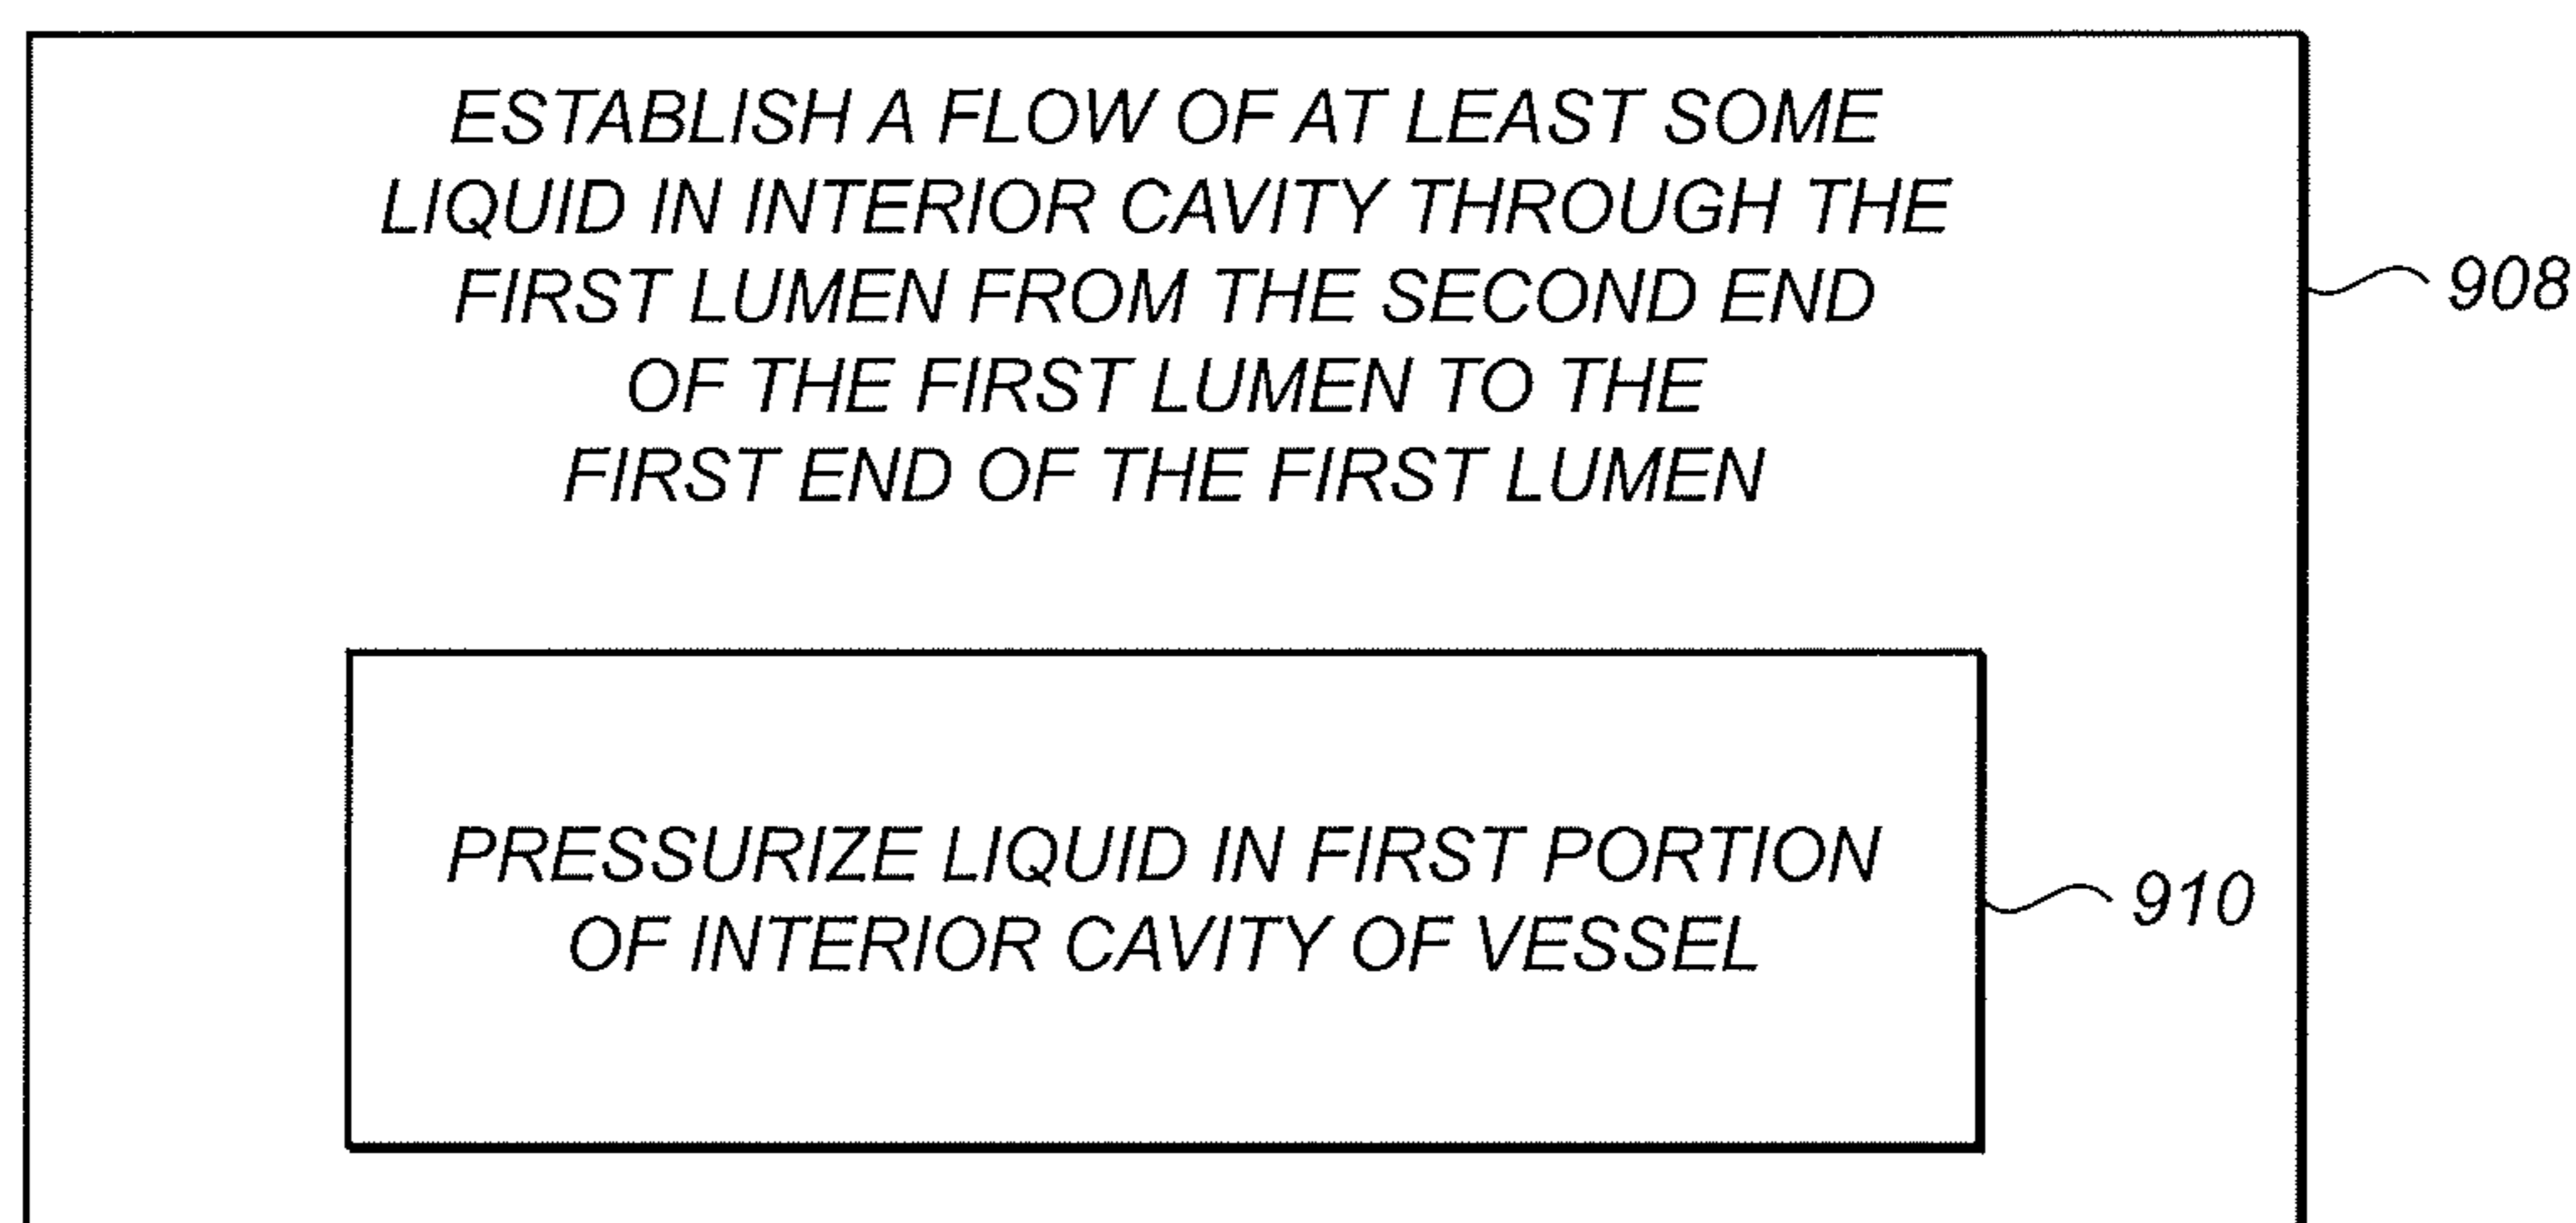 ESTABLISH A FLOW OF AT LEAST SOME
LIQUID IN INTERIOR CAVITY THROUGH THE
FIRST LUMEN FROM THE SECOND END
OF THE FIRST LUMEN TO THE
FIRST END OF THE FIRST LUMEN
908
PRESSURIZE LIQUID IN FIRST PORTION
OF INTERIOR CAVITY OF VESSEL
910